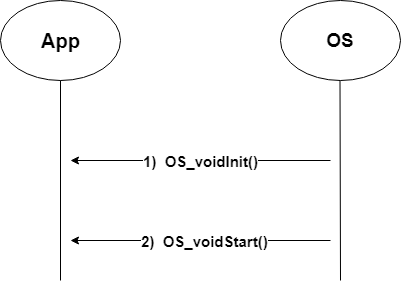 App
OS
1) OS_voidInit()
2) OS_voidStart()